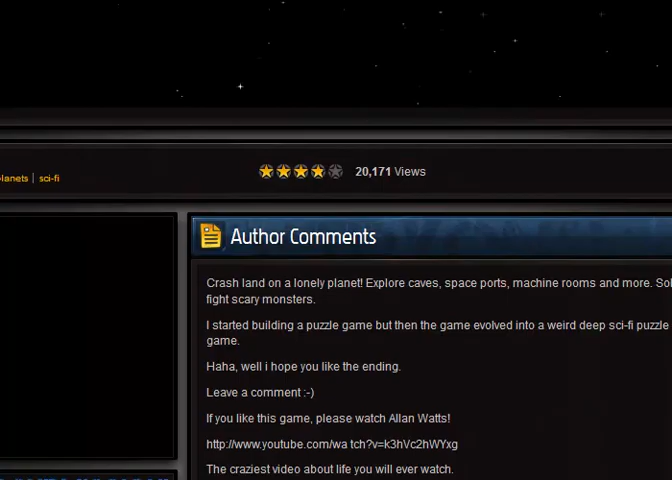 planets | sci-fi
20,171 Views
Author Comments
Crash land on a lonely planet! Explore caves, space ports, machine rooms and more.
fight scary monsters.
I started building a puzzle game but then the game evolved into a weird deep sci-fi puzzle
game.
Haha, well i hope you like the ending.
Leave a comment :-)
If you like this game, please watch Allan Watts!
http://www.youtube.com/wa tch?v=k3hVc2hWYxg
The craziest video about life you will ever watch.